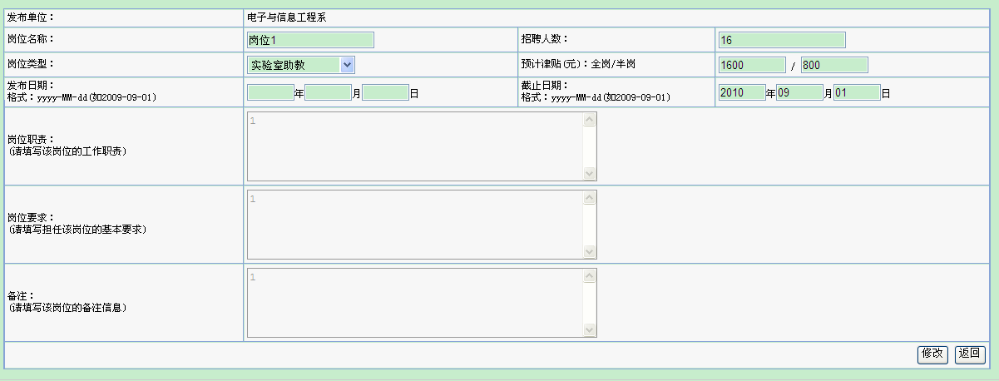 发布单位： 电子与信息工程系
岗位名称： 岗位1 招聘人数： 16
岗位类型： 实验室助教 预计津贴(元)：全岗/半岗 1600 / 800
发布日期： 年 月 日 截止日期： 2010 年 09 月 01 日
格式：yyyy-MM-dd(如2009-09-01) 格式：yyyy-MM-dd(如2009-09-01)
岗位职责： 1
(请填写该岗位的工作职责)
岗位要求： 1
(请填写担任该岗位的基本要求)
备注： 1
(请填写该岗位的备注信息)
修改 返回